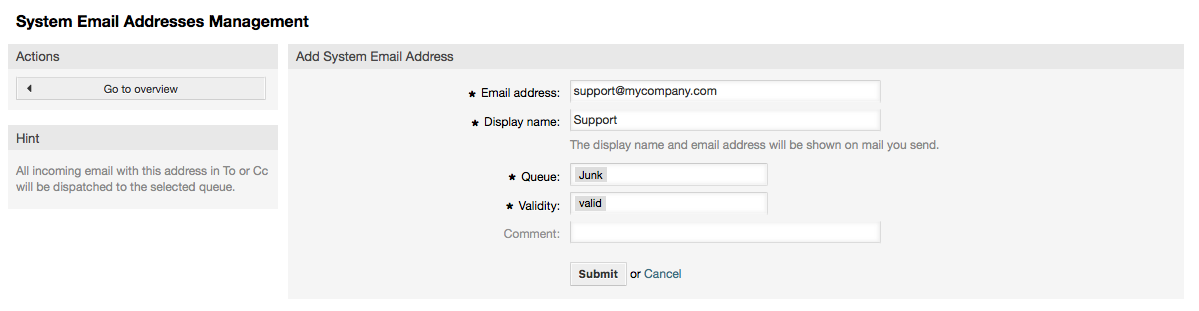 System Email Addresses Management
Actions
Go to overview
Hint
All incoming email with this address in To or Cc
will be dispatched to the selected queue.
Add System Email Address
★ Email address: support@mycompany.com
★ Display name: Support
The display name and email address will be shown on mail you send.
★ Queue: Junk
★ Validity: valid
Comment:
Submit or Cancel